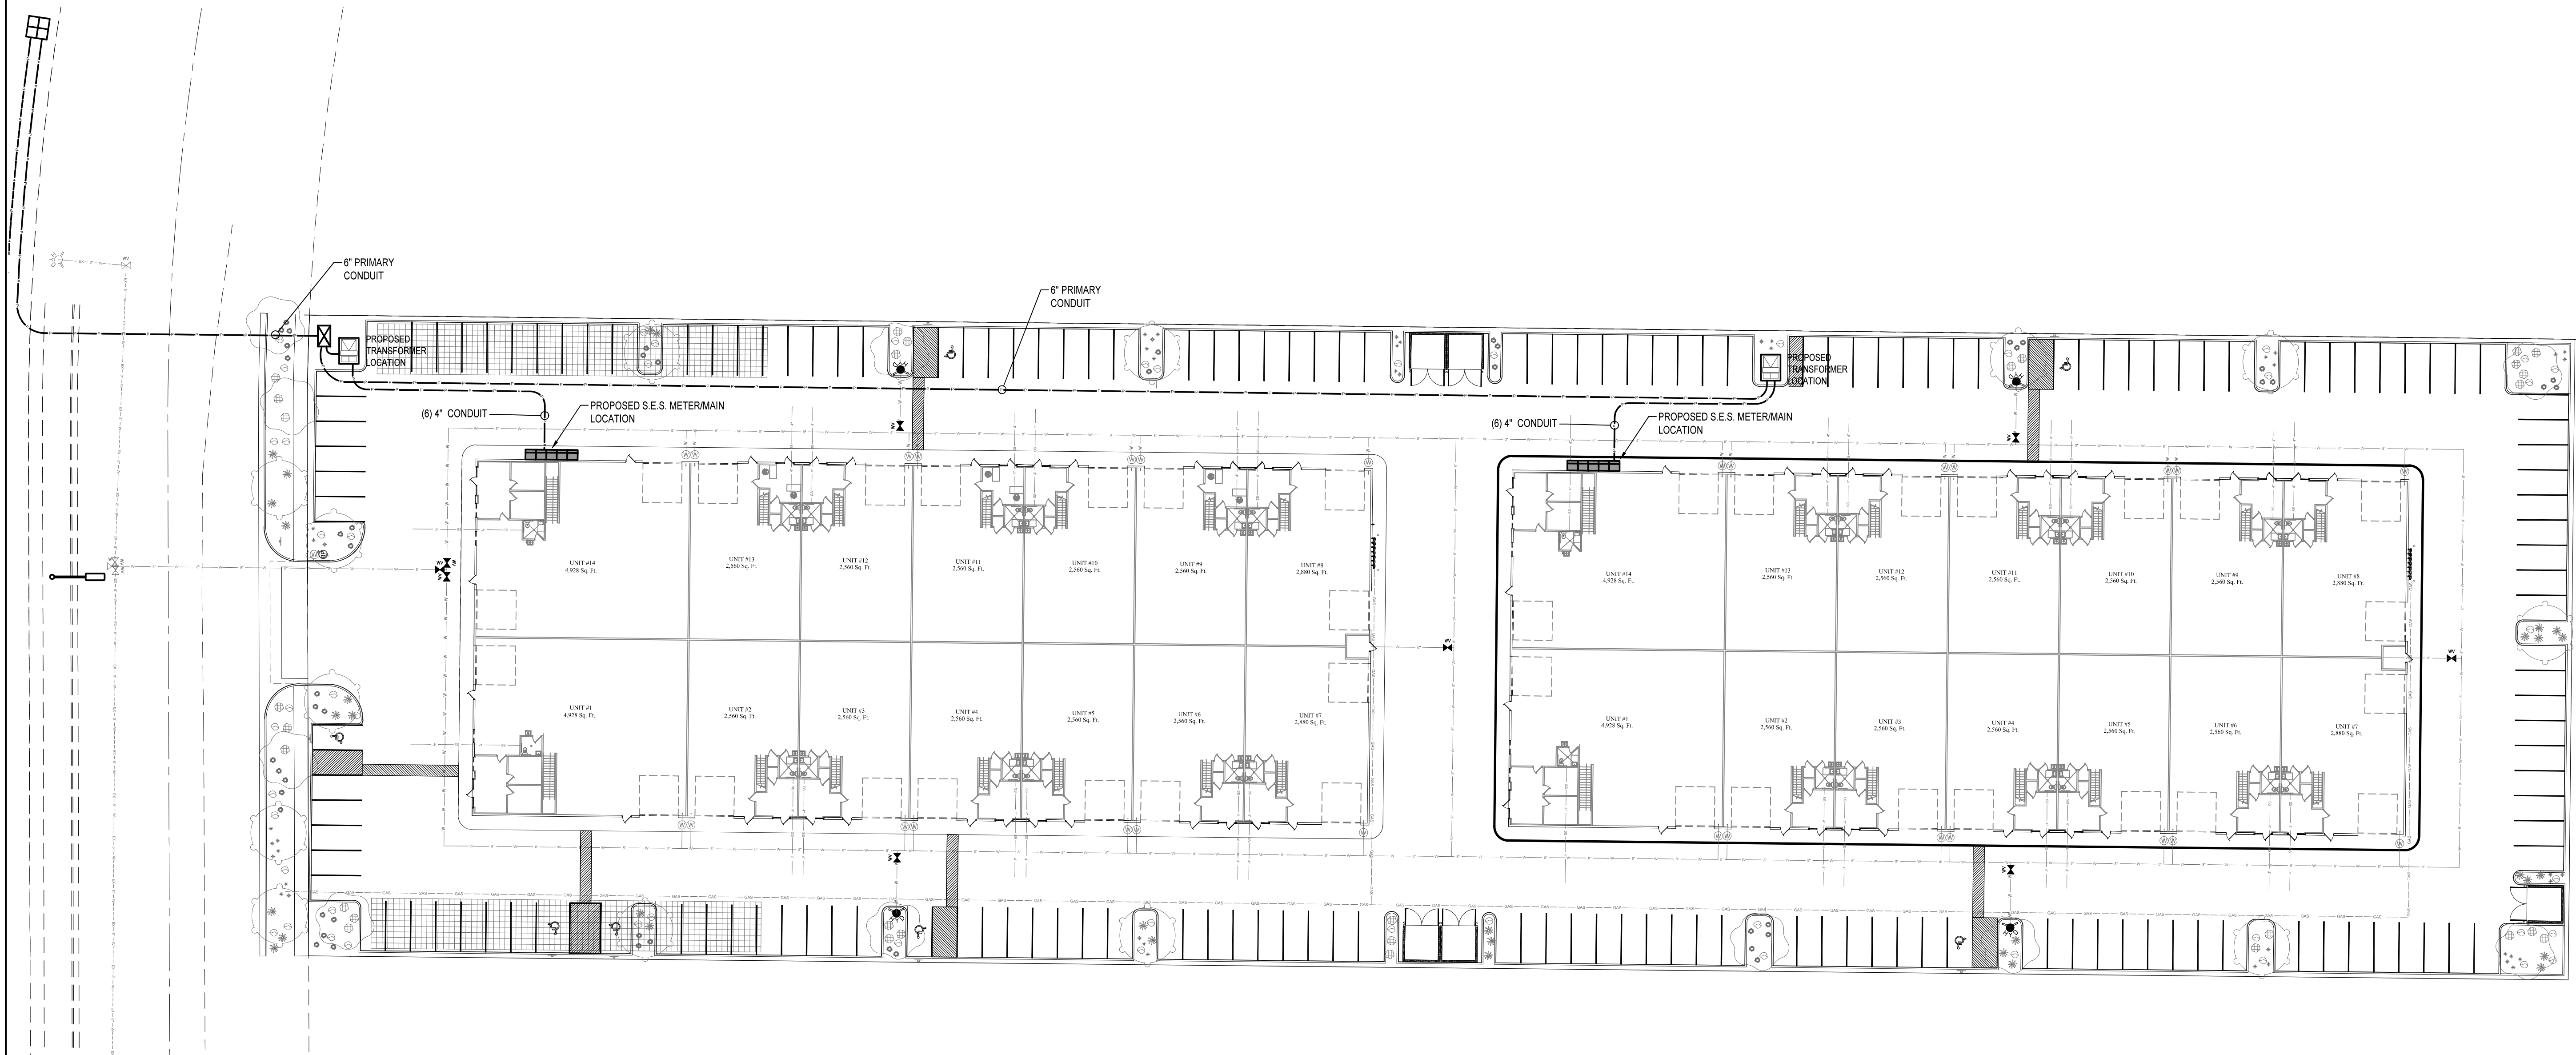 6" PRIMARY
CONDUIT
6" PRIMARY
CONDUIT
PROPOSED
TRANSFORMER
LOCATION
PROPOSED
TRANSFORMER
LOCATION
(6) 4" CONDUIT
PROPOSED S.E.S. METER/MAIN
LOCATION
(6) 4" CONDUIT
PROPOSED S.E.S. METER/MAIN
LOCATION
UNIT #14
4,928 Sq. Ft.
UNIT #13
2,560 Sq. Ft.
UNIT #12
2,560 Sq. Ft.
UNIT #11
2,560 Sq. Ft.
UNIT #10
2,560 Sq. Ft.
UNIT #9
2,560 Sq. Ft.
UNIT #8
2,880 Sq. Ft.
UNIT #1
4,928 Sq. Ft.
UNIT #2
2,560 Sq. Ft.
UNIT #3
2,560 Sq. Ft.
UNIT #4
2,560 Sq. Ft.
UNIT #5
2,560 Sq. Ft.
UNIT #6
2,560 Sq. Ft.
UNIT #7
2,880 Sq. Ft.
UNIT #14
4,928 Sq. Ft.
UNIT #13
2,560 Sq. Ft.
UNIT #12
2,560 Sq. Ft.
UNIT #11
2,560 Sq. Ft.
UNIT #10
2,560 Sq. Ft.
UNIT #9
2,560 Sq. Ft.
UNIT #8
2,880 Sq. Ft.
UNIT #1
4,928 Sq. Ft.
UNIT #2
2,560 Sq. Ft.
UNIT #3
2,560 Sq. Ft.
UNIT #4
2,560 Sq. Ft.
UNIT #5
2,560 Sq. Ft.
UNIT #6
2,560 Sq. Ft.
UNIT #7
2,880 Sq. Ft.
WV
WV
WV
WV
GAS
GAS
GAS
GAS